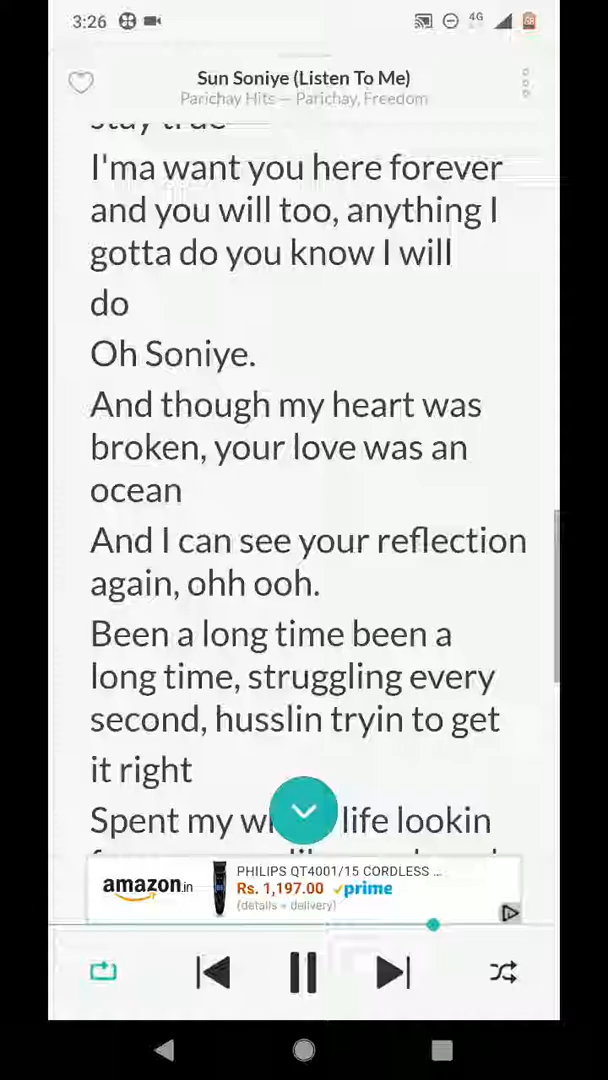 3:26
4G
Sun Soniye (Listen To Me)
Parichay Hits — Parichay, Freedom
stay true
I'ma want you here forever
and you will too, anything I
gotta do you know I will
do
Oh Soniye.
And though my heart was
broken, your love was an
ocean
And I can see your reflection
again, ohh ooh.
Been a long time been a
long time, struggling every
second, husslin tryin to get
it right
Spent my life lookin
amazon.in
PHILIPS QT4001/15 CORDLESS ...
Rs. 1,197.00 prime
(details + delivery)